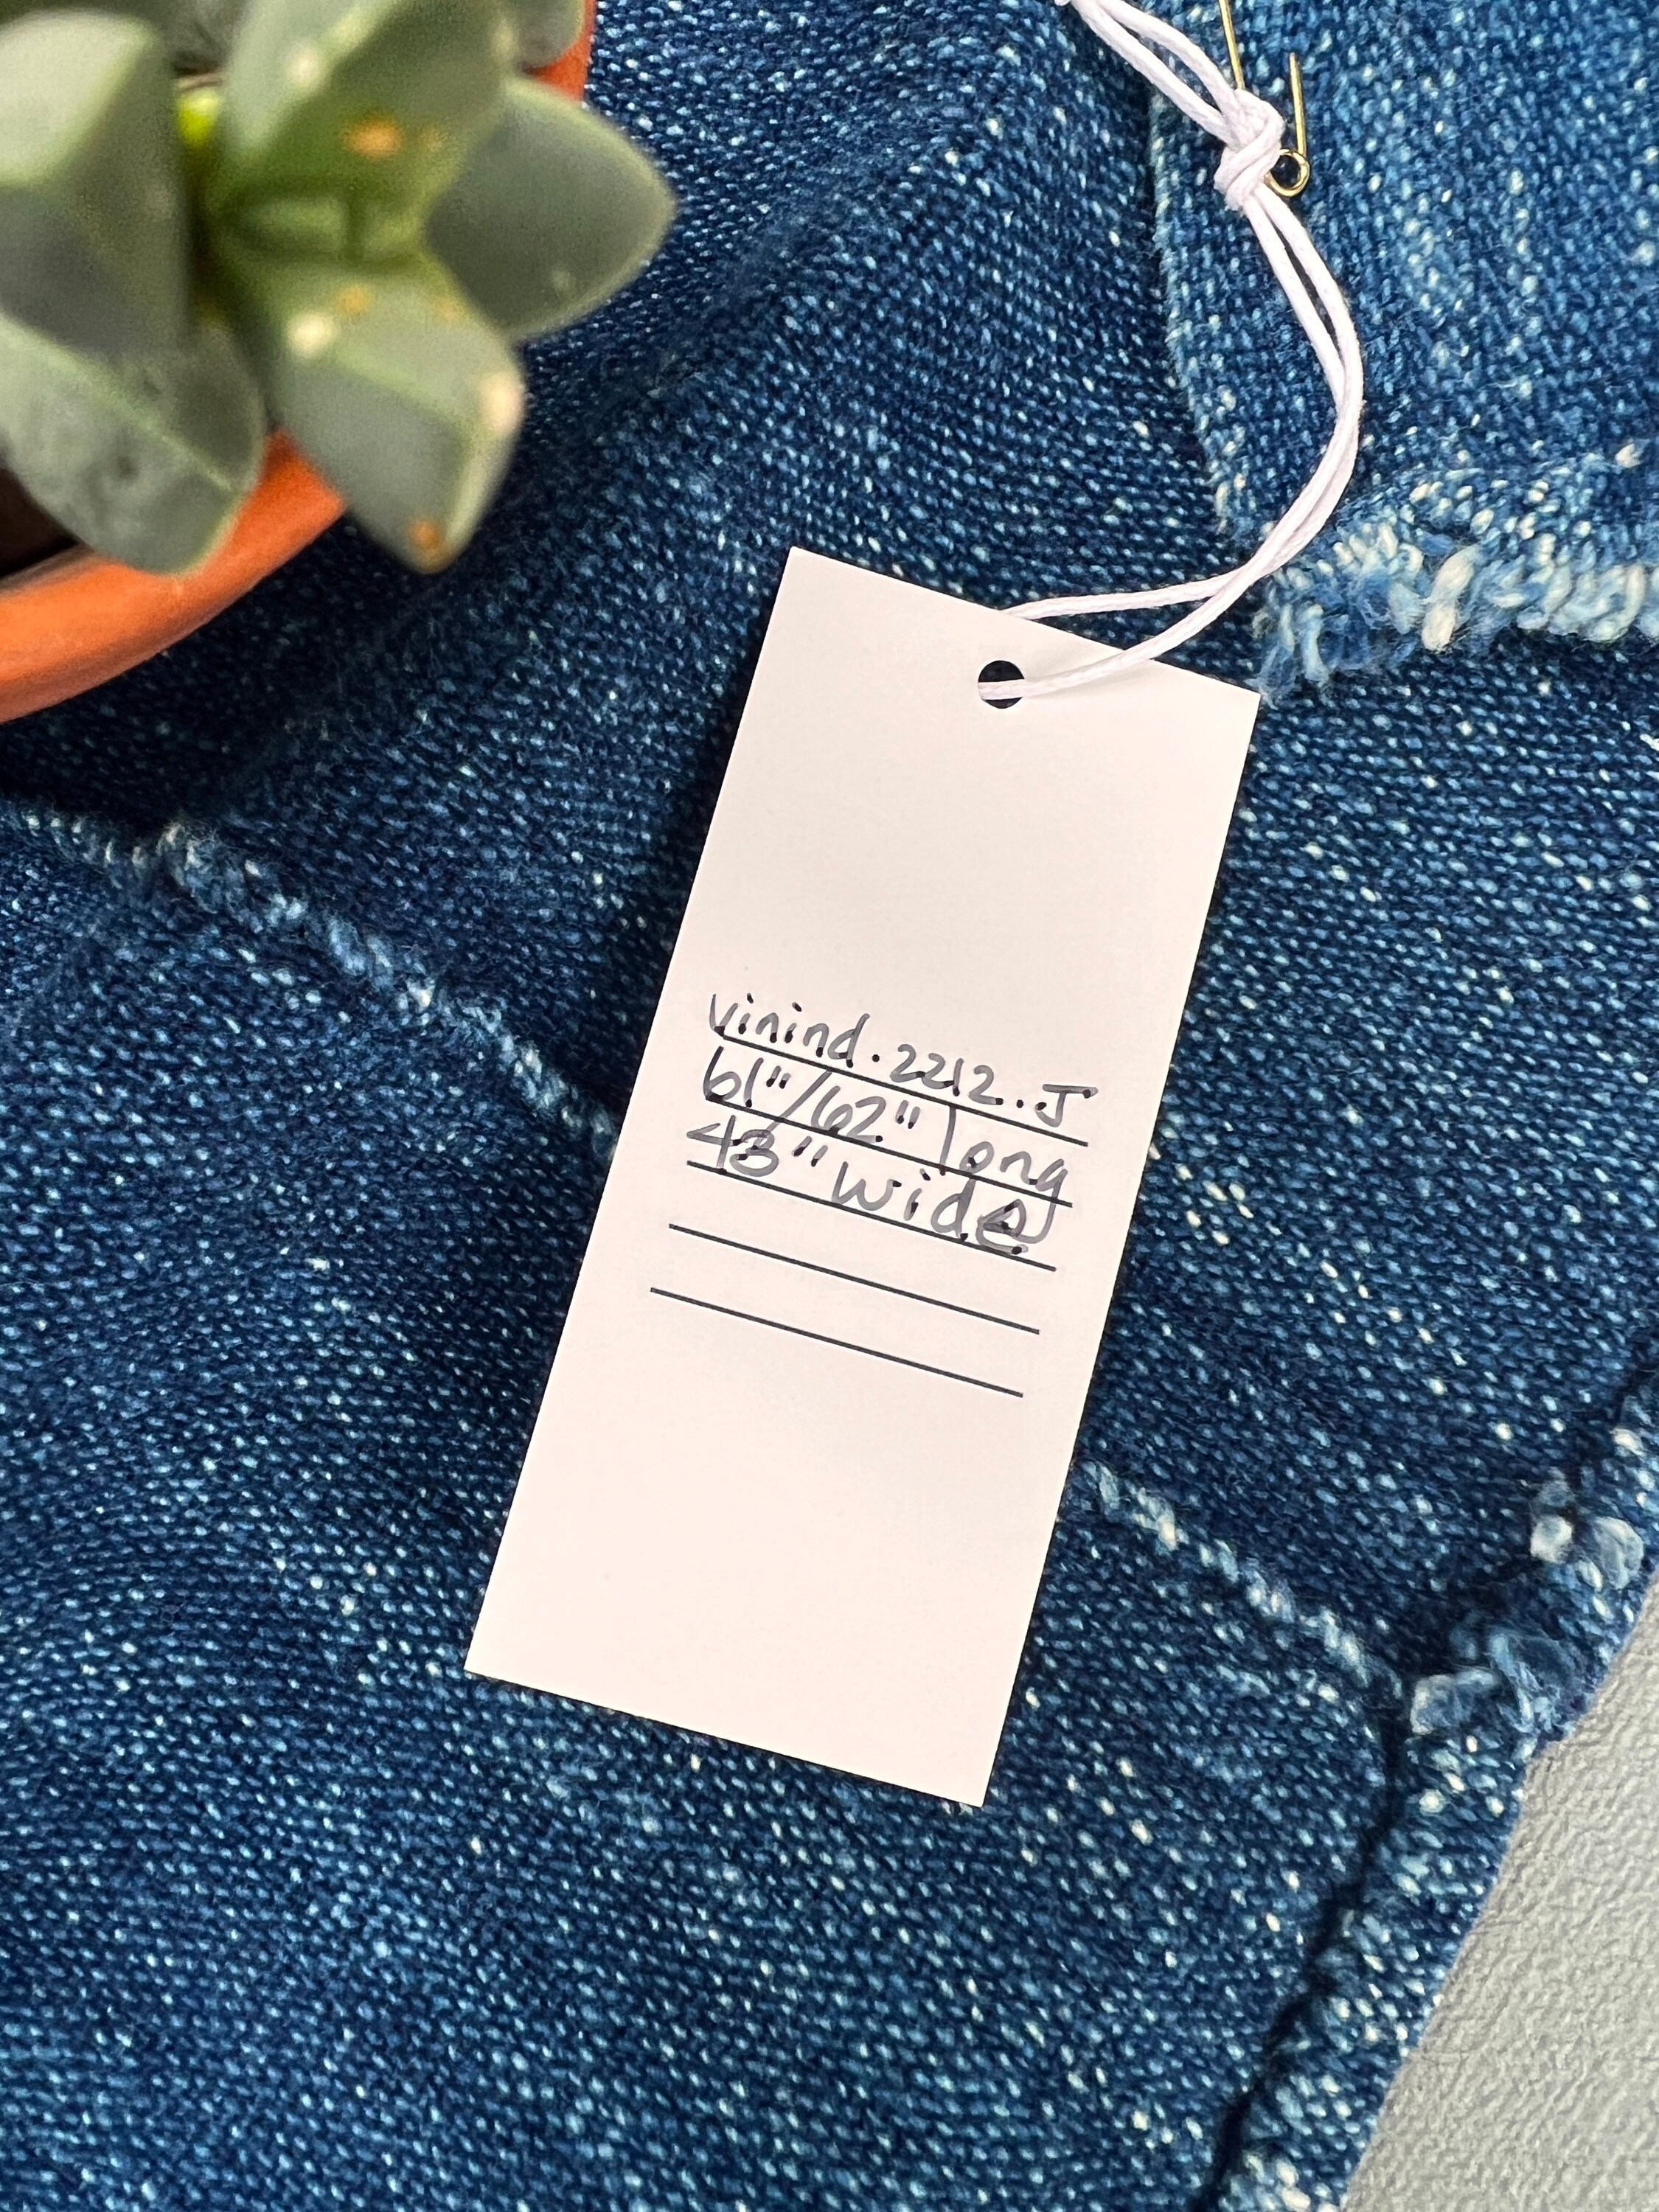 vinind.2212.J
61"/62" long
43" wide